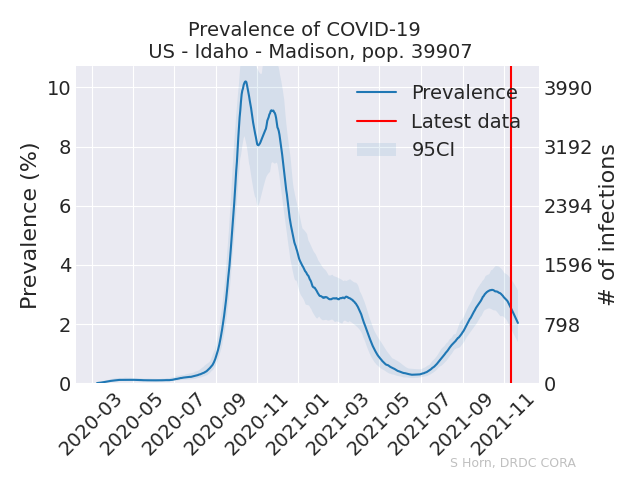 Prevalence of COVID-19
US - Idaho - Madison, pop. 39907
Prevalence (%)
10
8
6
4
2
0
Prevalence
Latest data
95CI
3990
3192
2394
1596
798
0
# of infections
2020-03
2020-05
2020-07
2020-09
2020-11
2021-01
2021-03
2021-05
2021-07
2021-09
2021-11
S Horn, DRDC CORA